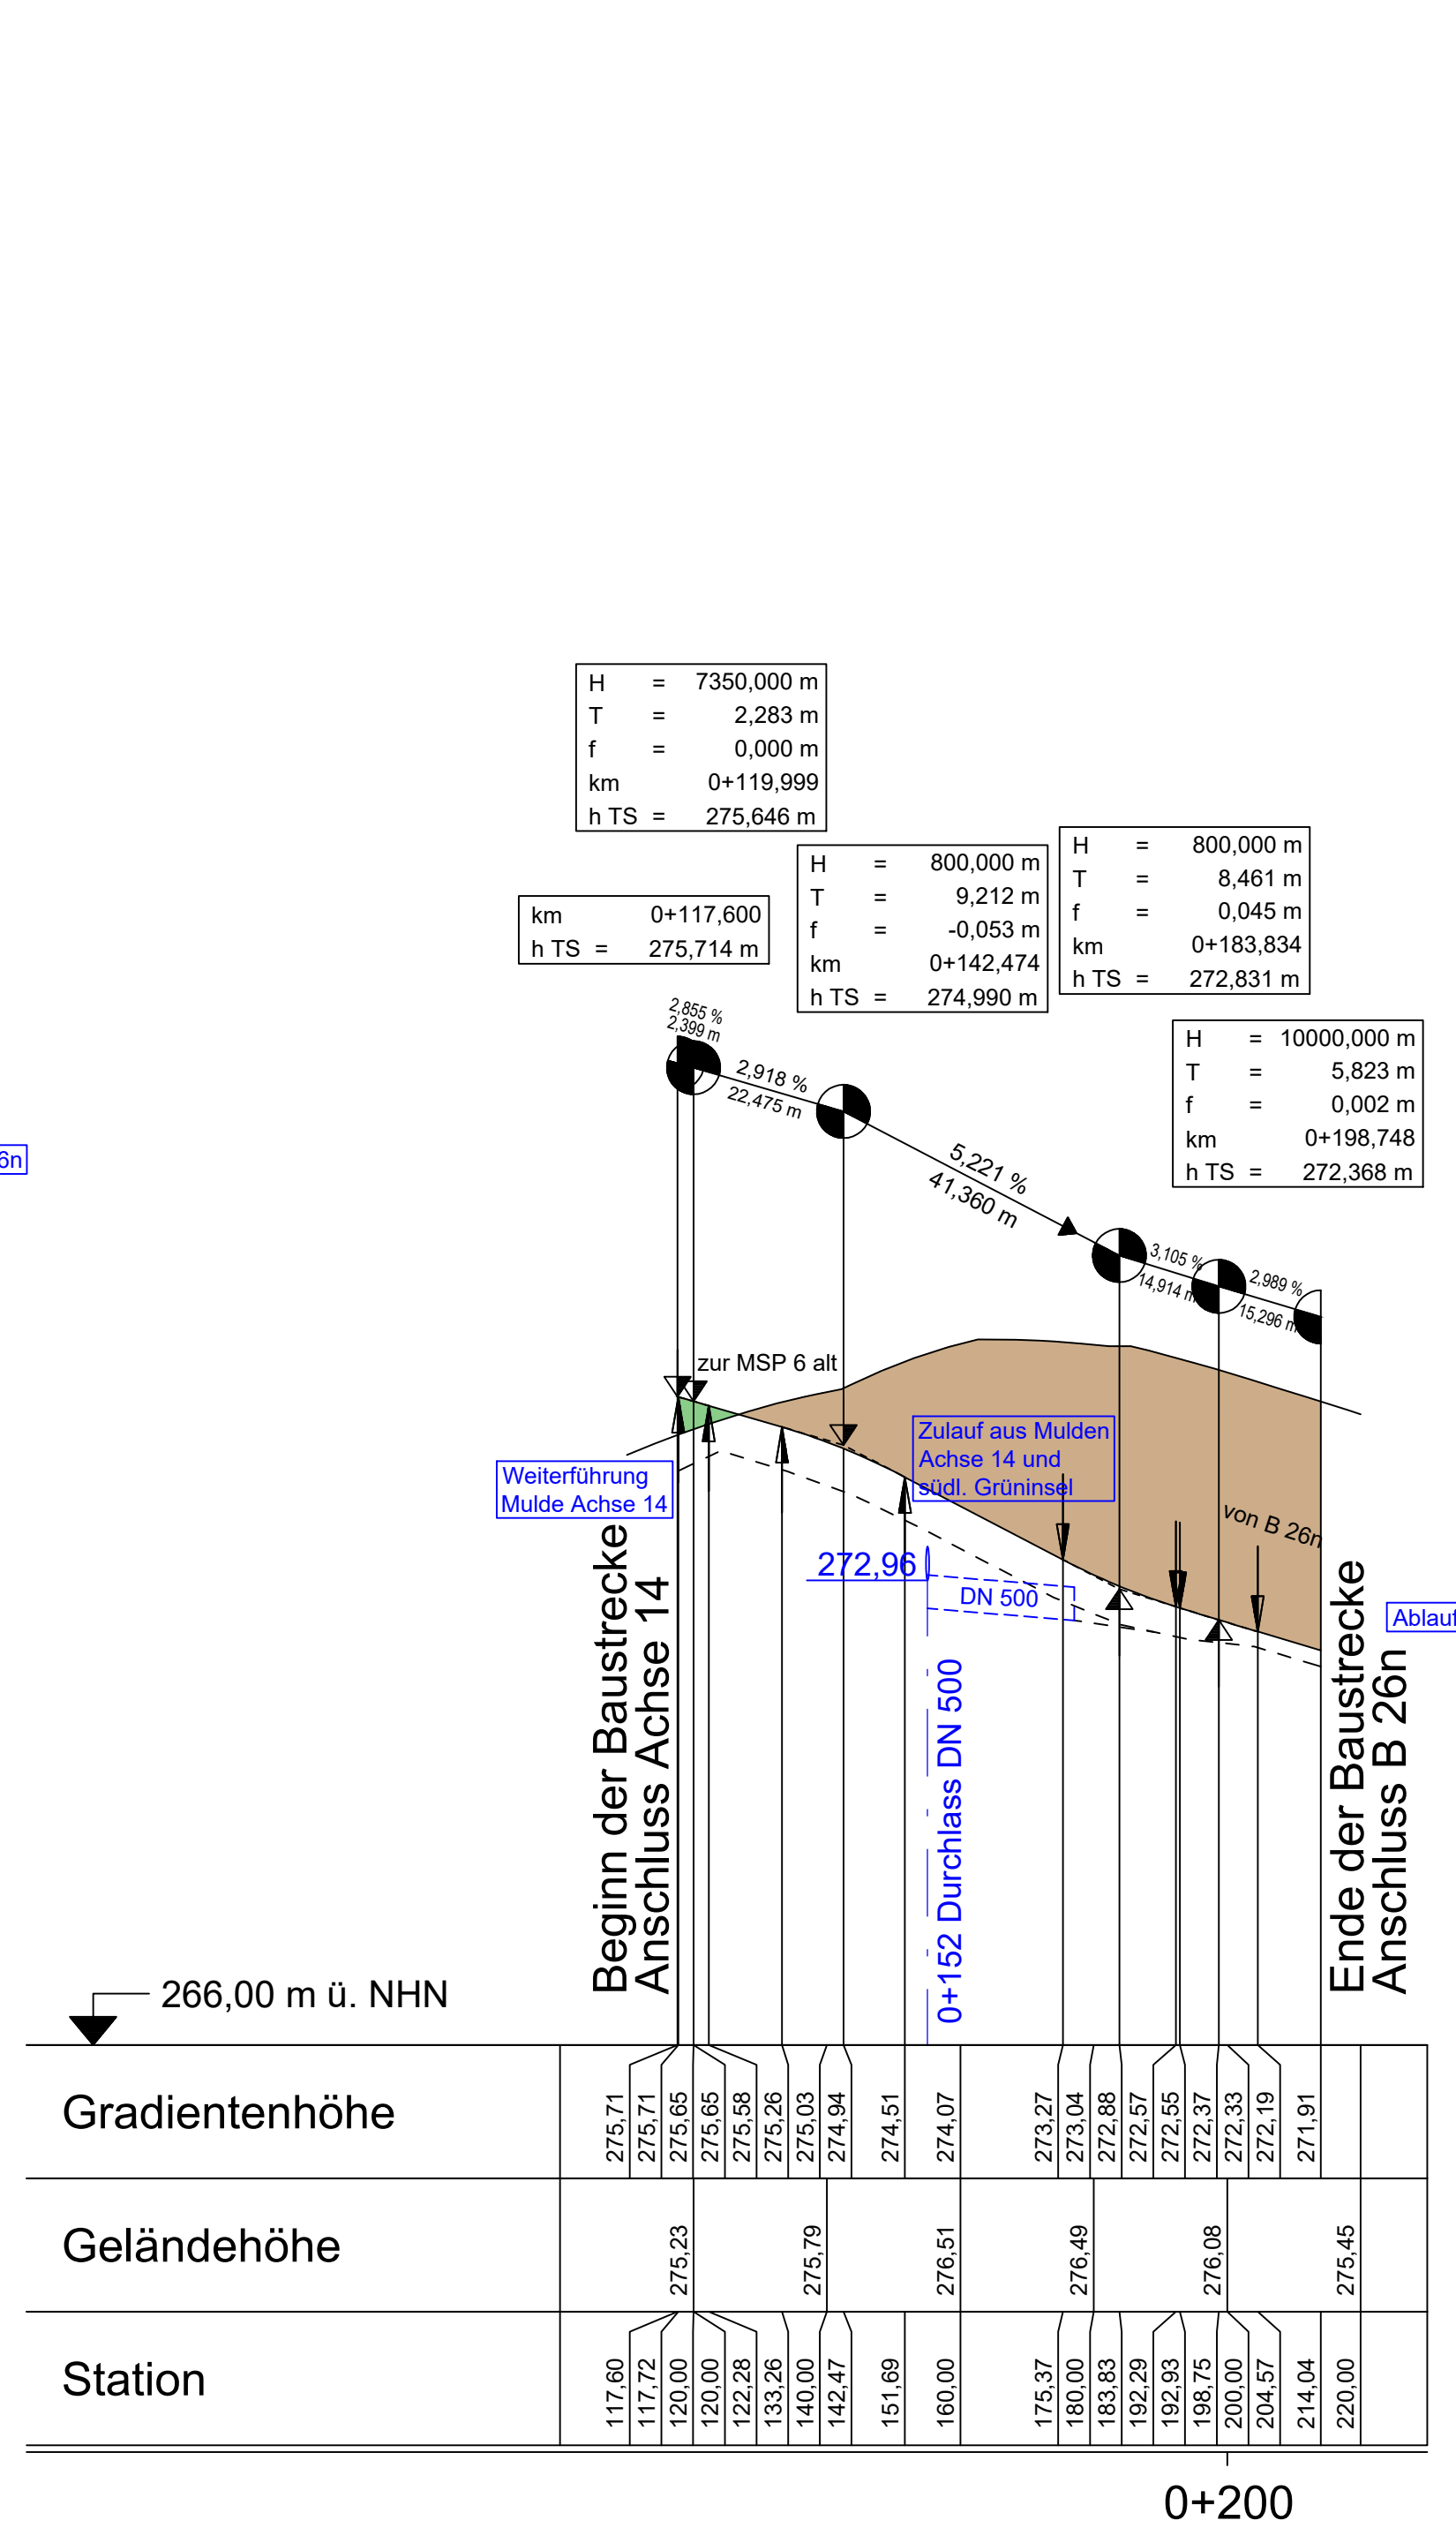 H = 7350,000 m
T = 2,283 m
f = 0,000 m
km 0+119,999
h TS = 275,646 m
km 0+117,600
h TS = 275,714 m
H = 800,000 m
T = 9,212 m
f = -0,053 m
km 0+142,474
h TS = 274,990 m
H = 800,000 m
T = 8,461 m
f = 0,045 m
km 0+183,834
h TS = 272,831 m
H = 10000,000 m
T = 5,823 m
f = 0,002 m
km 0+198,748
h TS = 272,368 m
2,855 %
2,399 m
2,918 %
22,475 m
5,221 %
41,360 m
3,105 %
14,914 m
2,989 %
15,296 m
6n
zur MSP 6 alt
Zulauf aus Mulden
Achse 14 und
südl. Grüninsel
Weiterführung
Mulde Achse 14
von B 26n
272,96
DN 500
Ablauf
Beginn der Baustrecke
Anschluss Achse 14
0+152 Durchlass DN 500
Ende der Baustrecke
Anschluss B 26n
266,00 m ü. NHN
Gradientenhöhe
275,71
275,71
275,65
275,65
275,58
275,26
275,03
274,94
274,51
274,07
273,27
273,04
272,88
272,57
272,55
272,37
272,33
272,19
271,91
Geländehöhe
275,23
275,79
276,51
276,49
276,08
275,45
Station
117,60
117,72
120,00
120,00
122,28
133,26
140,00
142,47
151,69
160,00
175,37
180,00
183,83
192,29
192,93
198,75
200,00
204,57
214,04
220,00
0+200